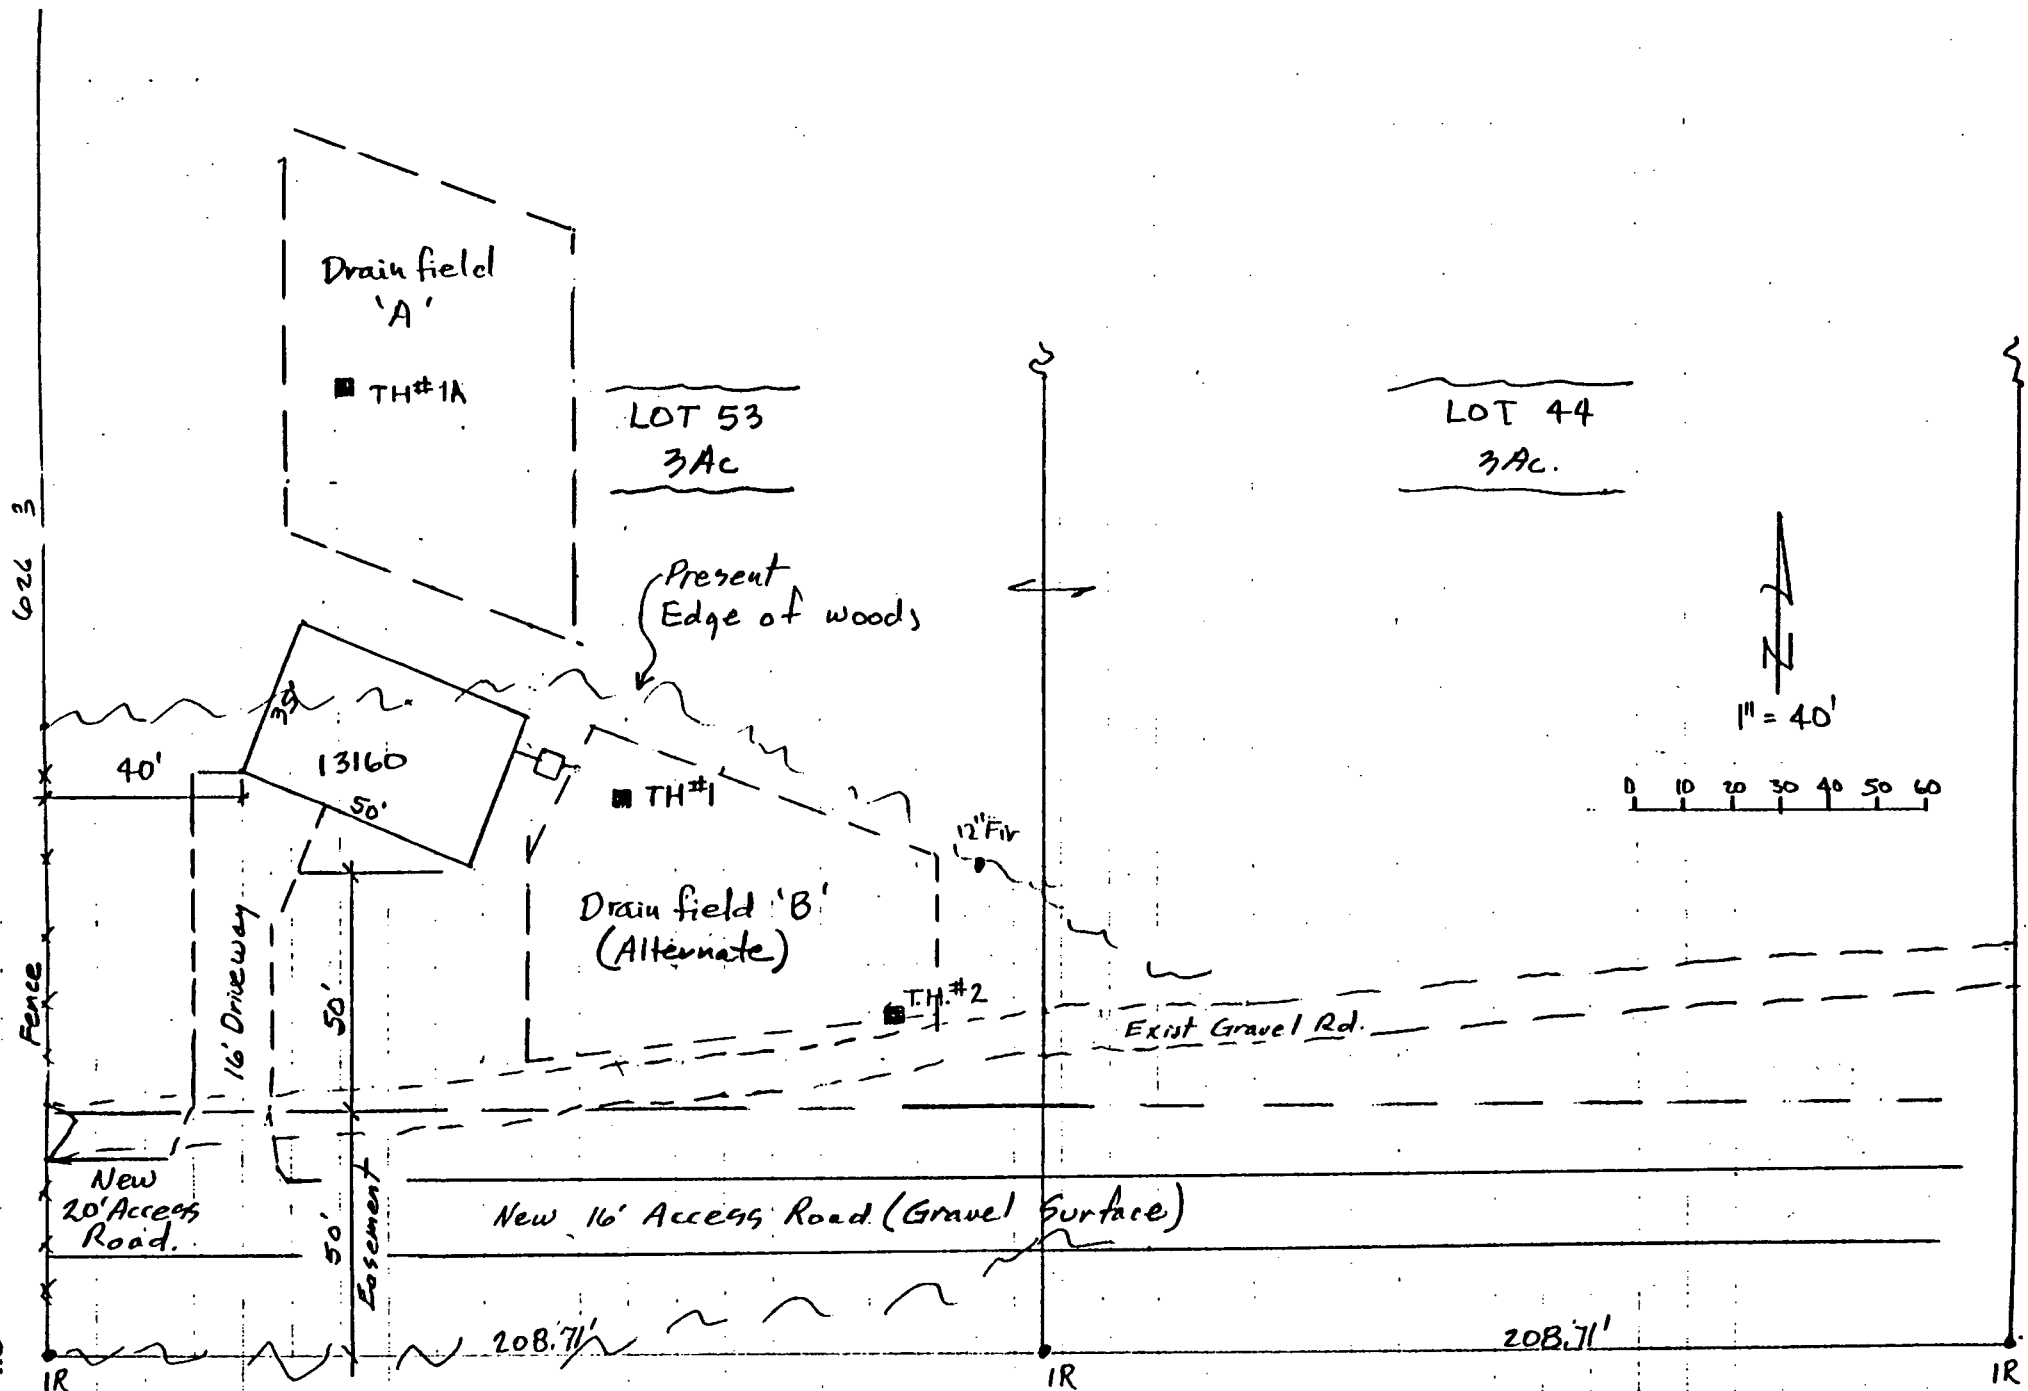 Drain field
'A'
TH#1A
LOT 53
3Ac
LOT 44
3Ac.
626 3
Present
Edge of woods
N
1" = 40'
0 10 20 30 40 50 60
40'
13160
50'
TH#1
12" Fir
Drain field 'B'
(Alternate)
T.H.#2
Exist Gravel Rd.
Fence
16' Driveway
50'
New
20' Access
Road.
50'
Easement
New 16' Access Road (Gravel Surface)
208.71'
208.71'
IR
IR
IR